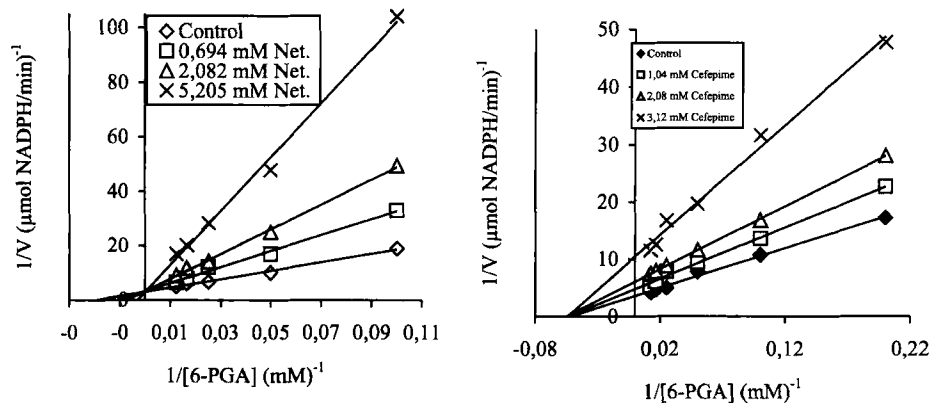 100
80
60
40
20
0
1/V (µmol NADPH/min)-1
Control
0,694 mM Net.
2,082 mM Net.
5,205 mM Net.
-0 -0 0,01 0,03 0,05 0,07 0,09 0,11
1/[6-PGA] (mM)-1
50
40
30
20
10
0
1/V (µmol NADPH/min)-1
Control
1,04 mM Cefepime
2,08 mM Cefepime
3,12 mM Cefepime
-0,08 0,02 0,12 0,22
1/[6-PGA] (mM)-1